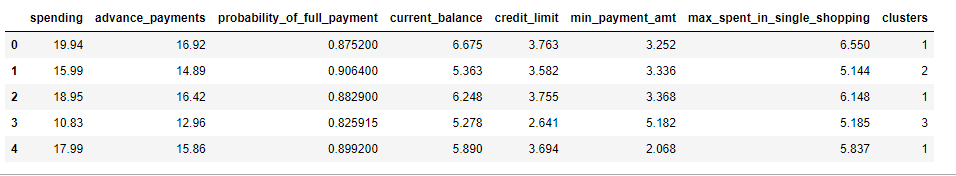 spending advance_payments probability_of_full_payment current_balance credit_limit min_payment_amt max_spent_in_single_shopping clusters
0 19.94 16.92 0.875200 6.675 3.763 3.252 6.550 1
1 15.99 14.89 0.906400 5.363 3.582 3.336 5.144 2
2 18.95 16.42 0.882900 6.248 3.755 3.368 6.148 1
3 10.83 12.96 0.825915 5.278 2.641 5.182 5.185 3
4 17.99 15.86 0.899200 5.890 3.694 2.068 5.837 1